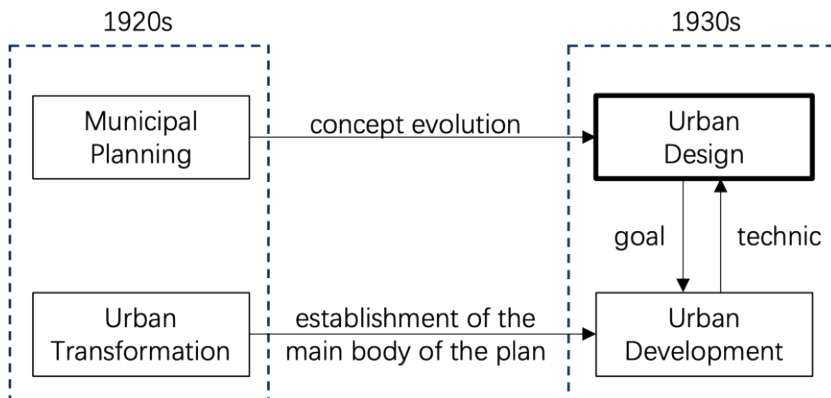 1920s
1930s
Municipal
Planning
concept evolution
Urban
Design
goal
technic
Urban
Transformation
establishment of the
main body of the plan
Urban
Development